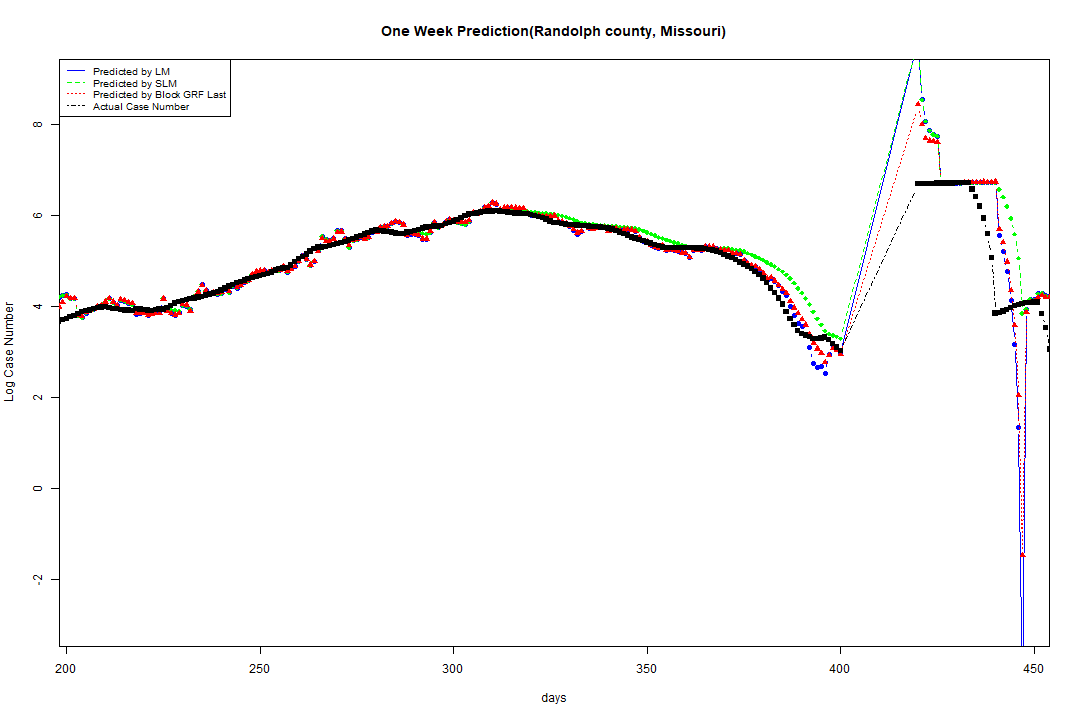 One Week Prediction(Randolph county, Missouri)
Predicted by LM
Predicted by SLM
Predicted by Block GRF Last
Actual Case Number
8
6
4
2
0
-2
Log Case Number
200 250 300 350 400 450
days